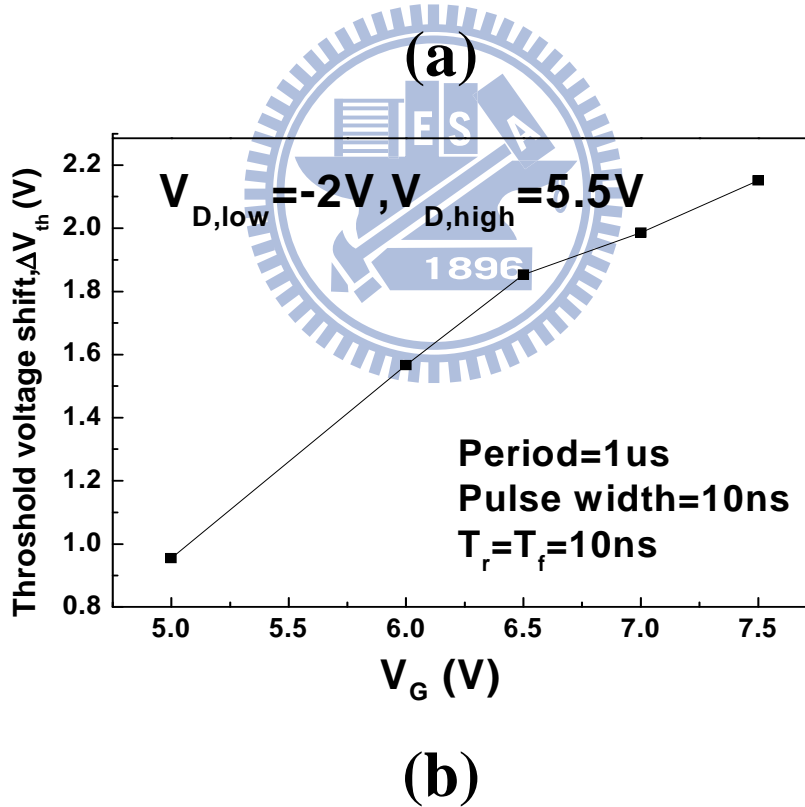 (a)
E S A
1896
V_D,low=-2V,V_D,high=5.5V
Throshold voltage shift,ΔV_th (V)
2.2
2.0
1.8
1.6
1.4
1.2
1.0
0.8
Period=1us
Pulse width=10ns
T_r=T_f=10ns
5.0 5.5 6.0 6.5 7.0 7.5
V_G (V)
(b)